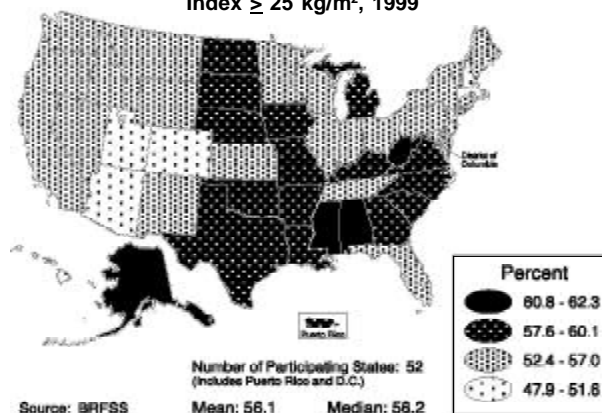 Index ≥ 25 kg/m², 1999
District of
Columbia
Puerto Rico
Percent
60.8 - 62.3
57.6 - 60.1
52.4 - 57.0
47.9 - 51.6
Number of Participating States: 52
(Includes Puerto Rico and D.C.)
Source: BRFSS
Mean: 56.1
Median: 56.2